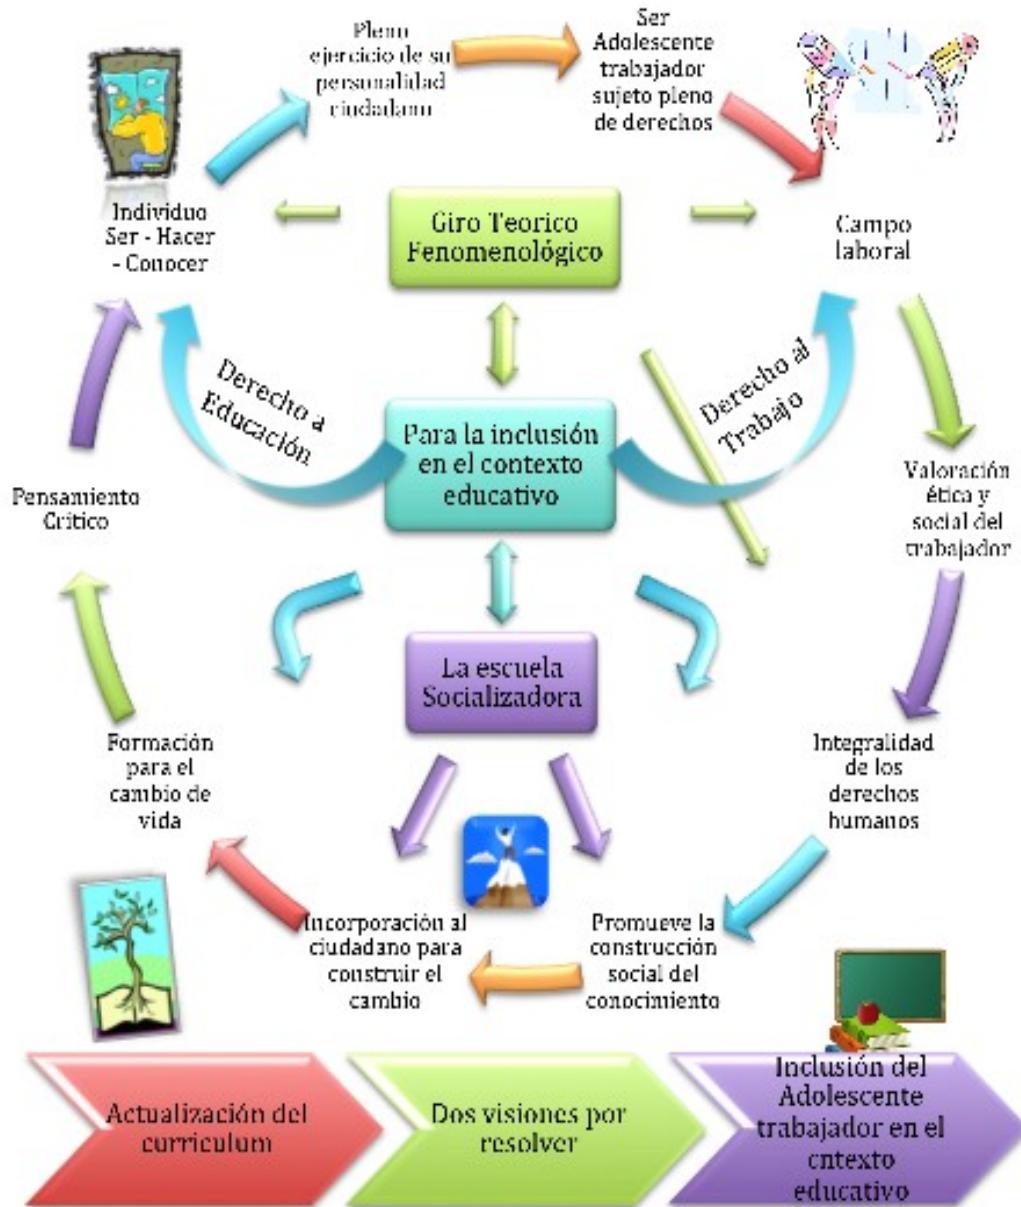 Pleno
ejercicio de su
personalidad
ciudadano
Ser
Adolescente
trabajador
sujeto pleno
de derechos
Individuo
Ser - Hacer
- Conocer
Giro Teorico
Fenomenológico
Campo
laboral
Derecho a
Educación
Para la inclusión
en el contexto
educativo
Derecho al
Trabajo
Pensamiento
Critico
Valoración
ética y
social del
trabajador
La escuela
Socializadora
Formación
para el
cambio de
vida
Integralidad
de los
derechos
humanos
Incorporación al
ciudadano para
construir el
cambio
Promueve la
construcción
social del
conocimiento
Actualización del
curriculum
Dos visiones por
resolver
Inclusión del
Adolescente
trabajador en el
cntexto
educativo